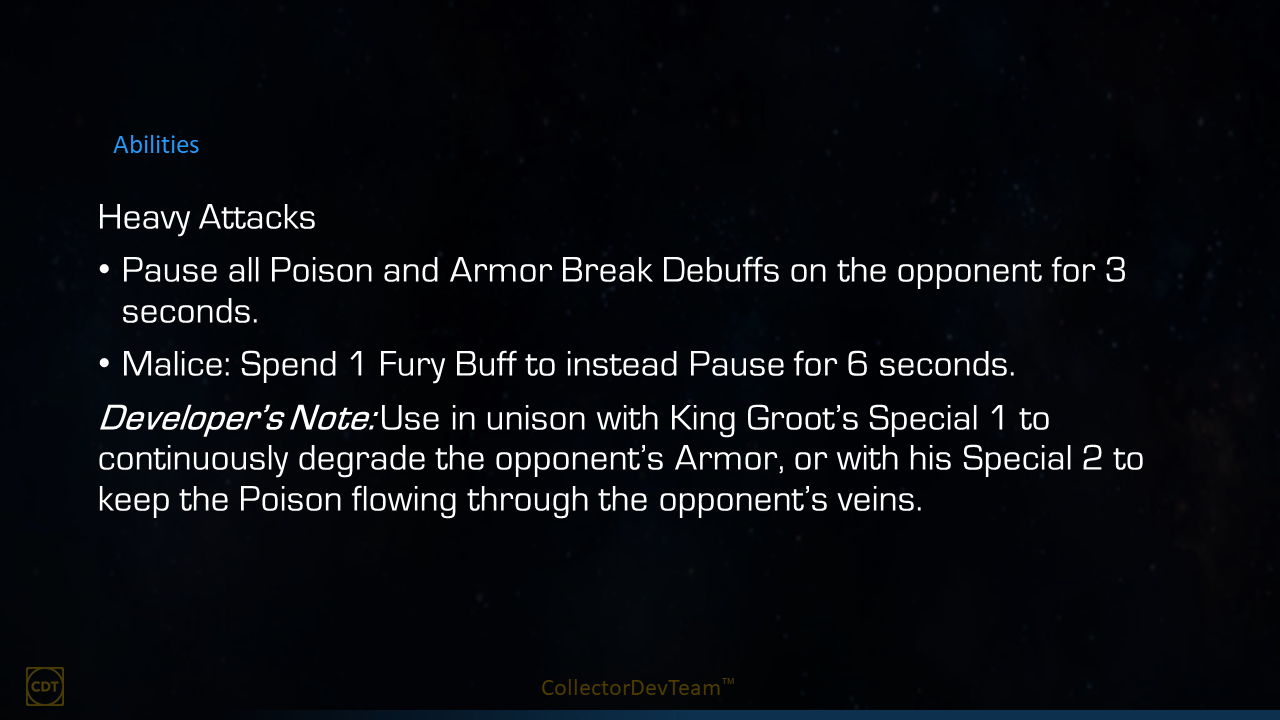 Abilities
Heavy Attacks
• Pause all Poison and Armor Break Debuffs on the opponent for 3
seconds.
• Malice: Spend 1 Fury Buff to instead Pause for 6 seconds.
Developer’s Note: Use in unison with King Groot’s Special 1 to
continuously degrade the opponent’s Armor, or with his Special 2 to
keep the Poison flowing through the opponent’s veins.
CDT
CollectorDevTeam™